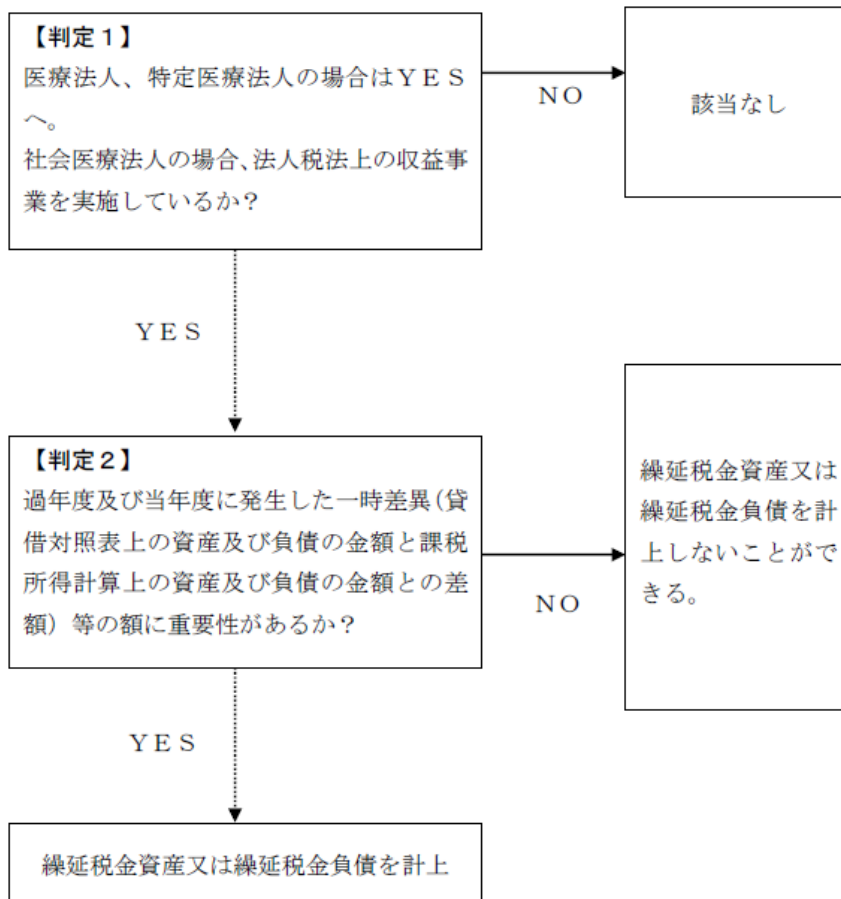 【判定１】
医療法人、特定医療法人の場合はＹＥＳ
へ。
社会医療法人の場合、法人税法上の収益事
業を実施しているか？
ＮＯ
該当なし
ＹＥＳ
【判定２】
過年度及び当年度に発生した一時差異（貸
借対照表上の資産及び負債の金額と課税
所得計算上の資産及び負債の金額との差
額）等の額に重要性があるか？
ＮＯ
繰延税金資産又は
繰延税金負債を計
上しないことがで
きる。
ＹＥＳ
繰延税金資産又は繰延税金負債を計上